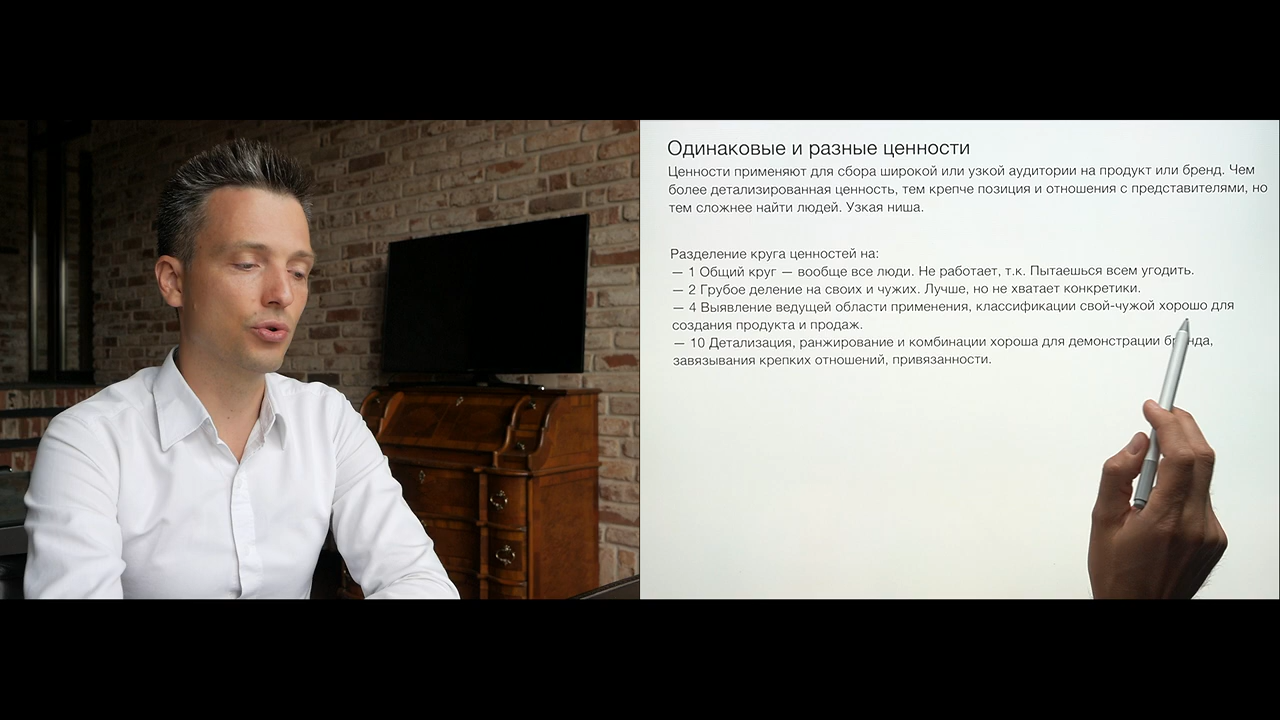 Одинаковые и разные ценности
Ценности применяют для сбора широкой или узкой аудитории на продукт или бренд. Чем
более детализированная ценность, тем крепче позиция и отношения с представителями, но
тем сложнее найти людей. Узкая ниша.
Разделение круга ценностей на:
— 1 Общий круг — вообще все люди. Не работает, т.к. Пытаешься всем угодить.
— 2 Грубое деление на своих и чужих. Лучше, но не хватает конкретики.
— 4 Выявление ведущей области применения, классификации свой-чужой хорошо для
создания продукта и продаж.
— 10 Детализация, ранжирование и комбинации хороша для демонстрации бренда,
завязывания крепких отношений, привязанности.